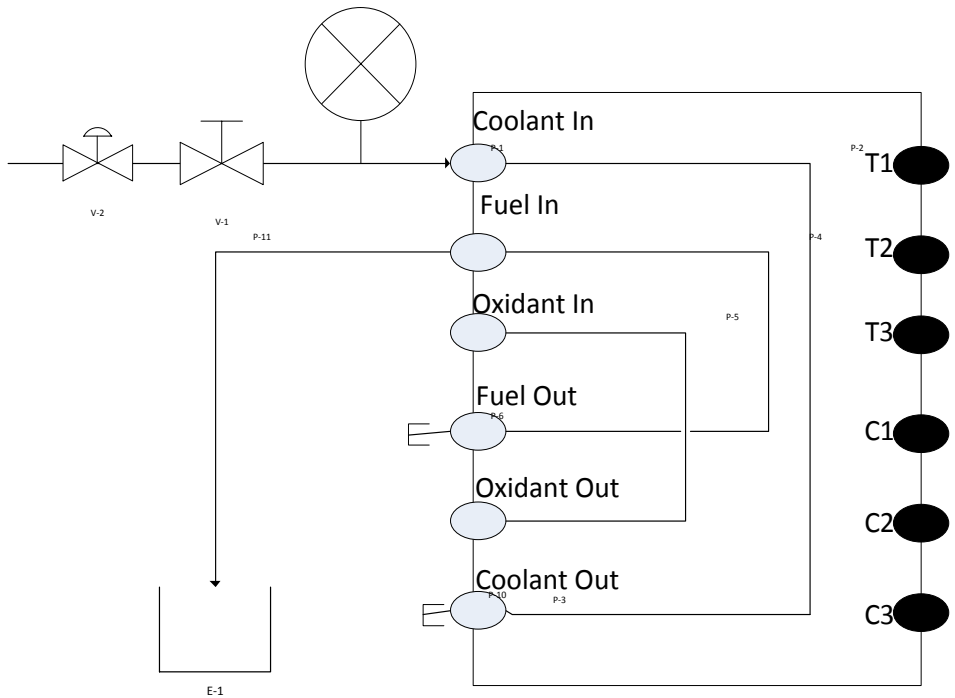 Coolant In
P-1
P-2
T1
V-2
V-1
Fuel In
P-11
P-4
T2
Oxidant In
P-5
T3
Fuel Out
P-6
C1
Oxidant Out
C2
Coolant Out
P-10
P-3
C3
E-1